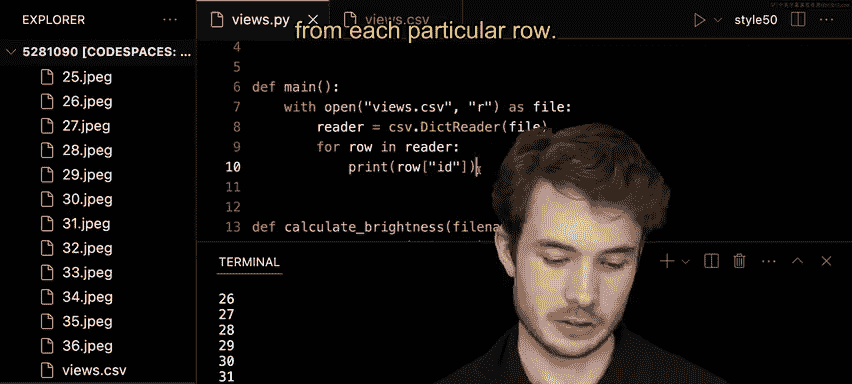 EXPLORER
5281090 [CODESPACES: ...
25.jpeg
26.jpeg
27.jpeg
28.jpeg
29.jpeg
30.jpeg
31.jpeg
32.jpeg
33.jpeg
34.jpeg
35.jpeg
36.jpeg
views.csv
views.py
views.csv
style50
from each particular row.
4
5
6 def main():
7 with open("views.csv", "r") as file:
8 reader = csv.DictReader(file)
9 for row in reader:
10 print(row["id"])
11
12
13 def calculate_brightness(filena
TERMINAL
26
27
28
29
30
31